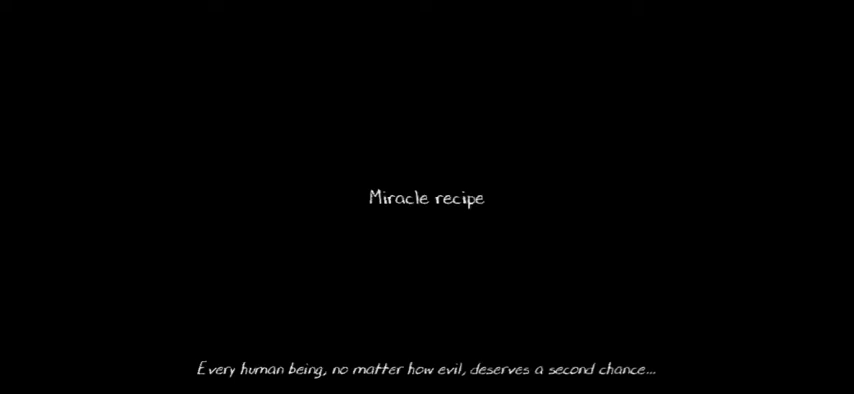 Miracle recipe
Every human being, no matter how evil, deserves a second chance...